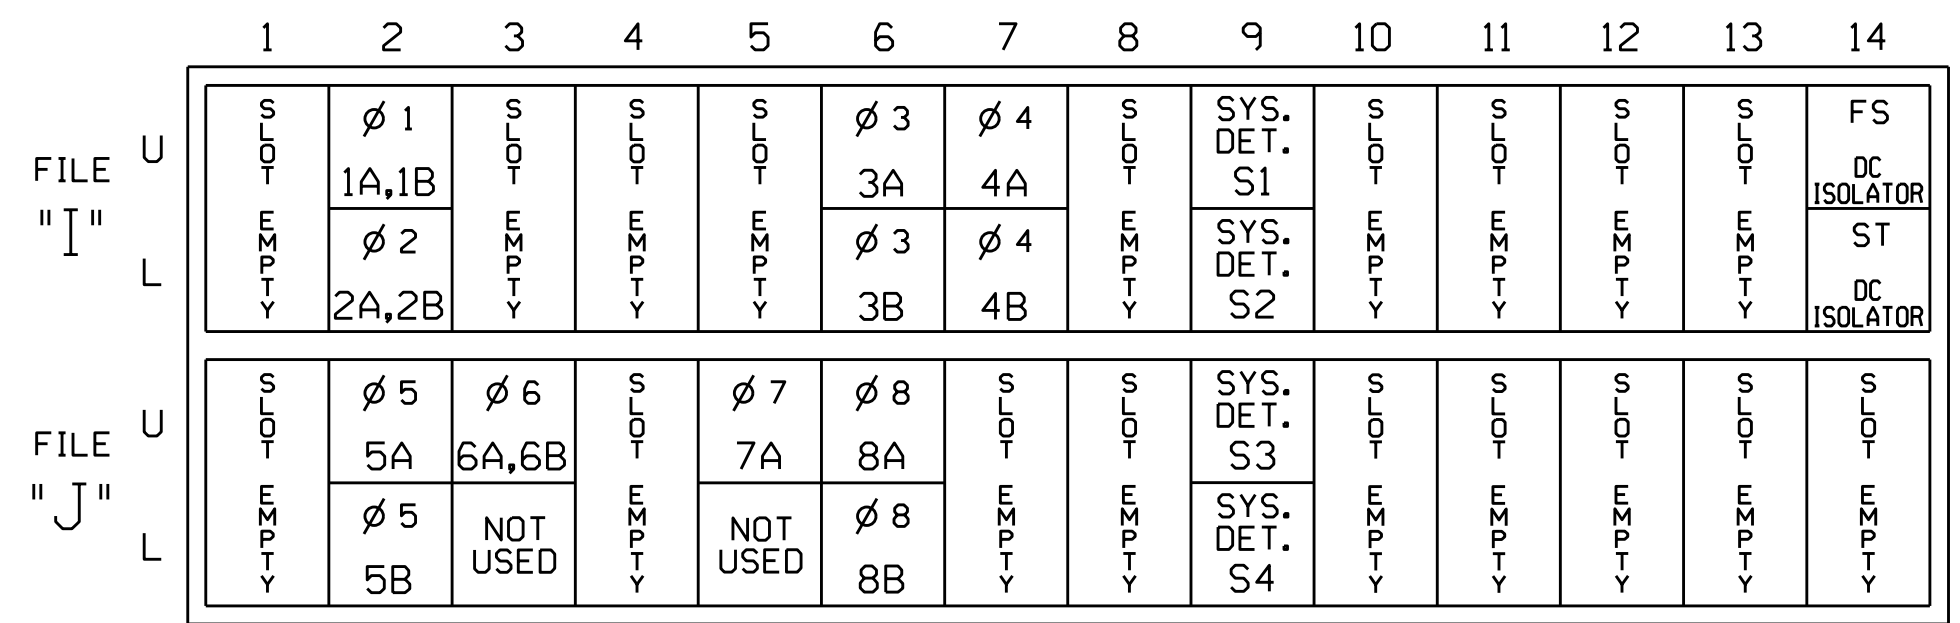 1 2 3 4 5 6 7 8 9 10 11 12 13 14
FILE "I"
U
L
SLOT EMPTY
ø 1
1A,1B
ø 2
2A,2B
SLOT EMPTY
SLOT EMPTY
SLOT EMPTY
ø 3
3A
ø 3
3B
ø 4
4A
ø 4
4B
SLOT EMPTY
SYS.
DET.
S1
SYS.
DET.
S2
SLOT EMPTY
SLOT EMPTY
SLOT EMPTY
SLOT EMPTY
FS
DC
ISOLATOR
ST
DC
ISOLATOR
FILE "J"
U
L
SLOT EMPTY
ø 5
5A
ø 5
5B
ø 6
6A,6B
NOT
USED
SLOT EMPTY
ø 7
7A
NOT
USED
ø 8
8A
ø 8
8B
SLOT EMPTY
SLOT EMPTY
SYS.
DET.
S3
SYS.
DET.
S4
SLOT EMPTY
SLOT EMPTY
SLOT EMPTY
SLOT EMPTY
SLOT EMPTY